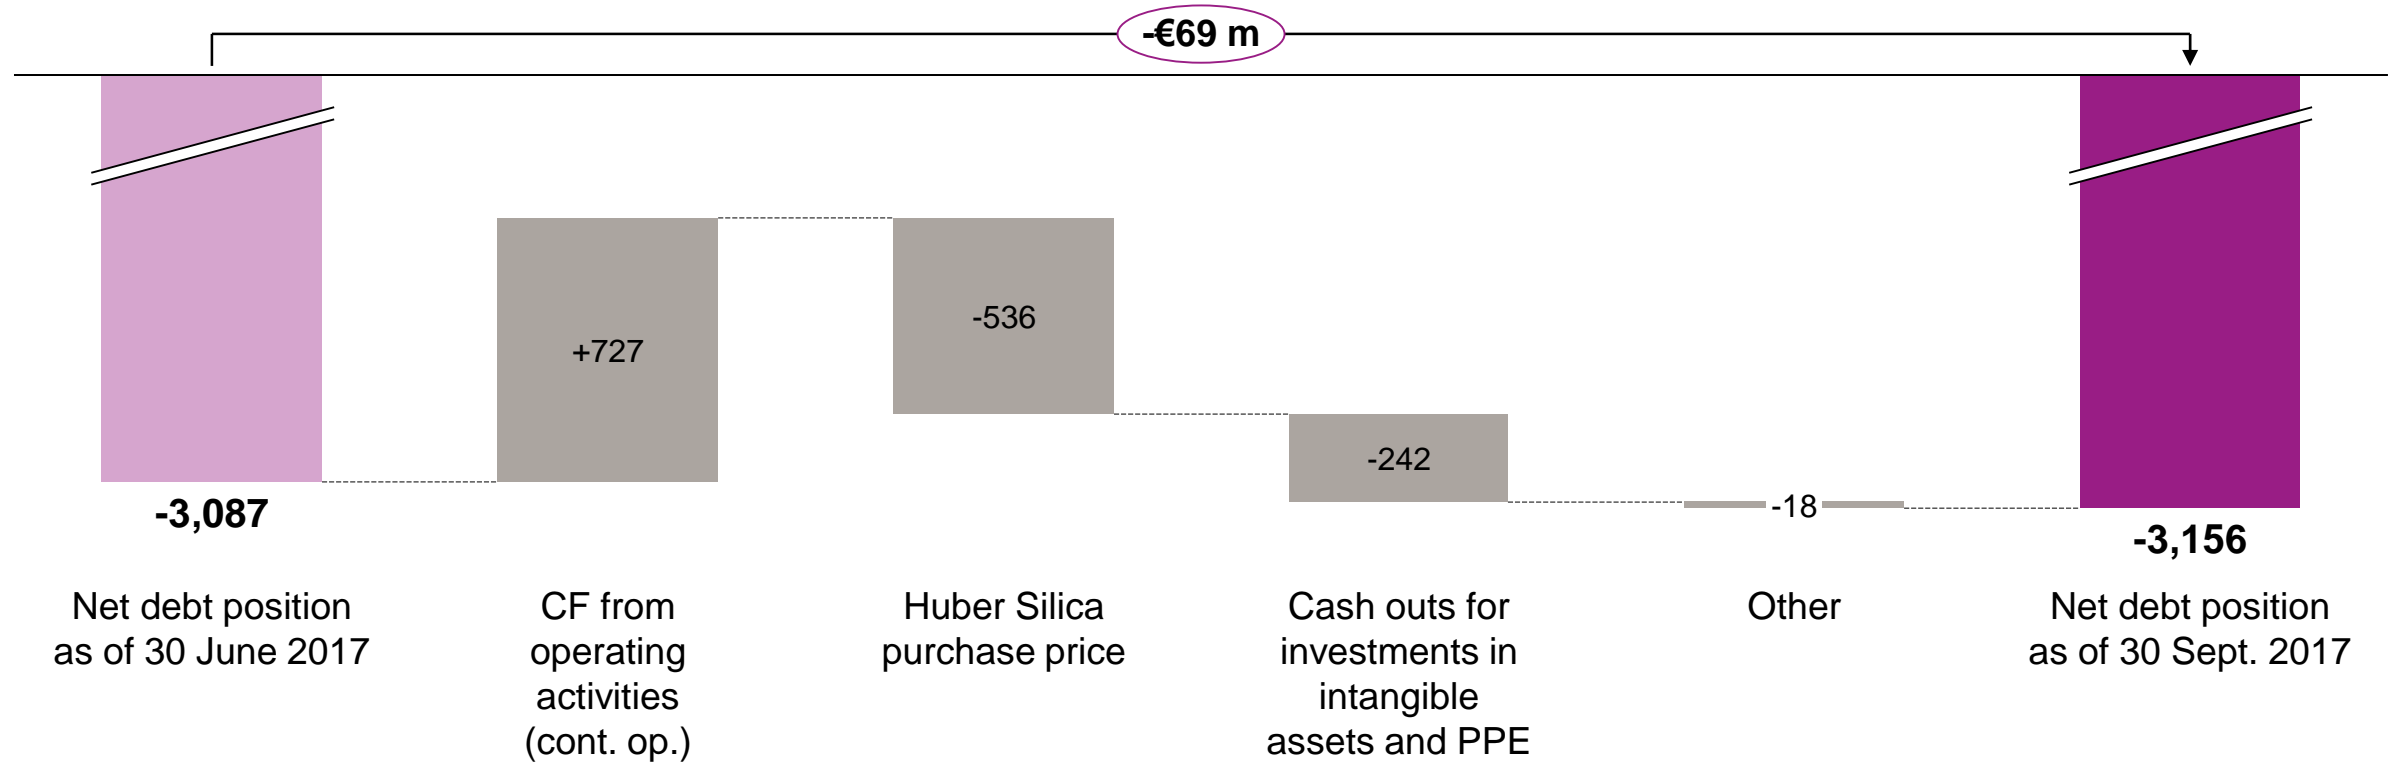 -€69 m
+727
-536
-242
-18
-3,087
-3,156
Net debt position
as of 30 June 2017
CF from
operating
activities
(cont. op.)
Huber Silica
purchase price
Cash outs for
investments in
intangible
assets and PPE
Other
Net debt position
as of 30 Sept. 2017